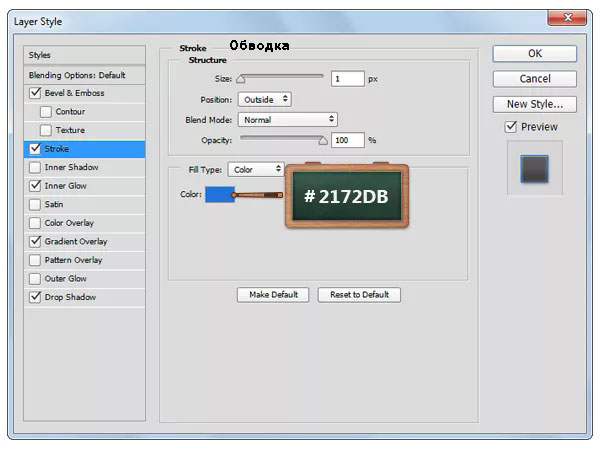 Layer Style
Styles
Blending Options: Default
Bevel & Emboss
Contour
Texture
Stroke
Inner Shadow
Inner Glow
Satin
Color Overlay
Gradient Overlay
Pattern Overlay
Outer Glow
Drop Shadow
Stroke Обводка
Structure
Size: 1 px
Position: Outside
Blend Mode: Normal
Opacity: 100 %
Fill Type: Color
Color: #2172DB
Make Default Reset to Default
OK
Cancel
New Style...
Preview